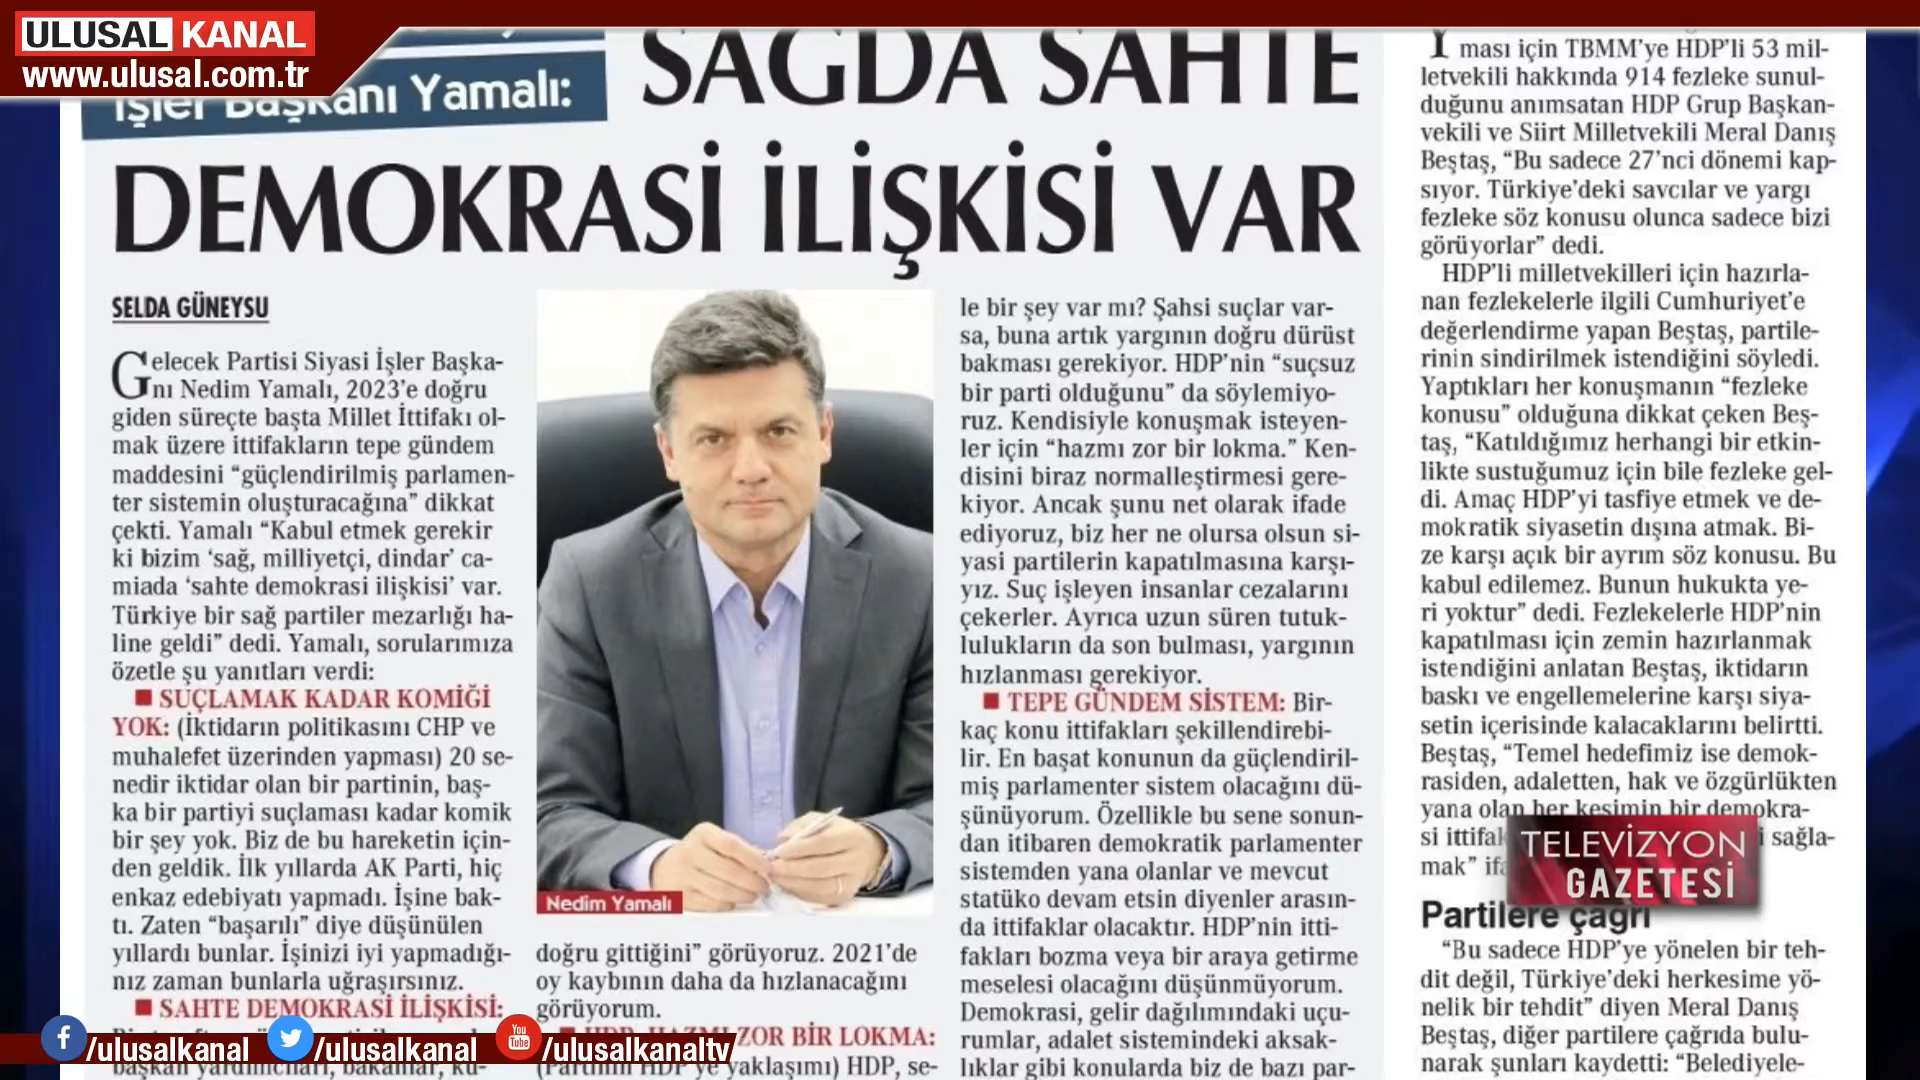 ULUSAL KANAL
www.ulusal.com.tr
İşler Başkanı Yamalı:
SAĞDA SAHTE
DEMOKRASİ İLİŞKİSİ VAR
SELDA GÜNEYSU
Gelecek Partisi Siyasi İşler Başka-
nı Nedim Yamalı, 2023’e doğru
giden süreçte başta Millet İttifakı ol-
mak üzere ittifakların tepe gündem
maddesini “güçlendirilmiş parlamen-
ter sistemin oluşturacağına” dikkat
çekti. Yamalı “Kabul etmek gerekir
ki bizim ‘sağ, milliyetçi, dindar’ ca-
miada ‘sahte demokrasi ilişkisi’ var.
Türkiye bir sağ partiler mezarlığı ha-
line geldi” dedi. Yamalı, sorularımıza
özetle şu yanıtları verdi:
■ SUÇLAMAK KADAR KOMİĞİ
YOK: (İktidarın politikasını CHP ve
muhalefet üzerinden yapması) 20 se-
nedir iktidar olan bir partinin, baş-
ka bir partiyi suçlaması kadar komik
bir şey yok. Biz de bu hareketin için-
den geldik. İlk yıllarda AK Parti, hiç
enkaz edebiyatı yapmadı. İşine bak-
tı. Zaten “başarılı” diye düşünülen
yıllardı bunlar. İşinizi iyi yapmadığı-
nız zaman bunlarla uğraşırsınız.
■ SAHTE DEMOKRASİ İLİŞKİSİ:
başkan yardımcıları, bakanlar, ku-
Nedim Yamalı
doğru gittiğini” görüyoruz. 2021’de
oy kaybının daha da hızlanacağını
görüyorum.
■ HDP, HAZMI ZOR BİR LOKMA:
(Partinin HDP’ye yaklaşımı) HDP, se-
le bir şey var mı? Şahsi suçlar var-
sa, buna artık yargının doğru dürüst
bakması gerekiyor. HDP’nin “suçsuz
bir parti olduğunu” da söylemiyo-
ruz. Kendisiyle konuşmak isteyen-
ler için “hazmı zor bir lokma.” Ken-
disini biraz normalleştirmesi gere-
kiyor. Ancak şunu net olarak ifade
ediyoruz, biz her ne olursa olsun si-
yasi partilerin kapatılmasına karşı-
yız. Suç işleyen insanlar cezalarını
çekerler. Ayrıca uzun süren tutuk-
lulukların da son bulması, yargının
hızlanması gerekiyor.
■ TEPE GÜNDEM SİSTEM: Bir-
kaç konu ittifakları şekillendirebi-
lir. En başat konunun da güçlendiril-
miş parlamenter sistem olacağını dü-
şünüyorum. Özellikle bu sene sonun-
dan itibaren demokratik parlamenter
sistemden yana olanlar ve mevcut
statüko devam etsin diyenler arasın-
da ittifaklar olacaktır. HDP’nin itti-
fakları bozma veya bir araya getirme
meselesi olacağını düşünmüyorum.
Demokrasi, gelir dağılımındaki uçu-
rumlar, adalet sistemindeki aksak-
lıklar gibi konularda biz de bazı par-
ması için TBMM’ye HDP’li 53 mil-
letvekili hakkında 914 fezleke sunul-
duğunu anımsatan HDP Grup Başkan-
vekili ve Siirt Milletvekili Meral Danış
Beştaş, “Bu sadece 27’nci dönemi kap-
sıyor. Türkiye’deki savcılar ve yargı
fezleke söz konusu olunca sadece bizi
görüyorlar” dedi.
HDP’li milletvekilleri için hazırla-
nan fezlekelerle ilgili Cumhuriyet’e
değerlendirme yapan Beştaş, partile-
rinin sindirilmek istendiğini söyledi.
Yaptıkları her konuşmanın “fezleke
konusu” olduğuna dikkat çeken Beş-
taş, “Katıldığımız herhangi bir etkin-
likte sustuğumuz için bile fezleke gel-
di. Amaç HDP’yi tasfiye etmek ve de-
mokratik siyasetin dışına atmak. Bi-
ze karşı açık bir ayrım söz konusu. Bu
kabul edilemez. Bunun hukukta ye-
ri yoktur” dedi. Fezlekelerle HDP’nin
kapatılması için zemin hazırlanmak
istendiğini anlatan Beştaş, iktidarın
baskı ve engellemelerine karşı siya-
setin içerisinde kalacaklarını belirtti.
Beştaş, “Temel hedefimiz ise demok-
rasiden, adaletten, hak ve özgürlükten
yana olan her kesimin bir demokra-
si ittifak sağla-
mak”
TELEVİZYON
GAZETESİ
Partilere çağrı
“Bu sadece HDP’ye yönelen bir teh-
dit değil, Türkiye’deki herkesime yö-
nelik bir tehdit” diyen Meral Danış
Beştaş, diğer partilere çağrıda bulu-
narak şunları kaydetti: “Belediyele-
/ulusalkanal
/ulusalkanal
You Tube
/ulusalkanaltv